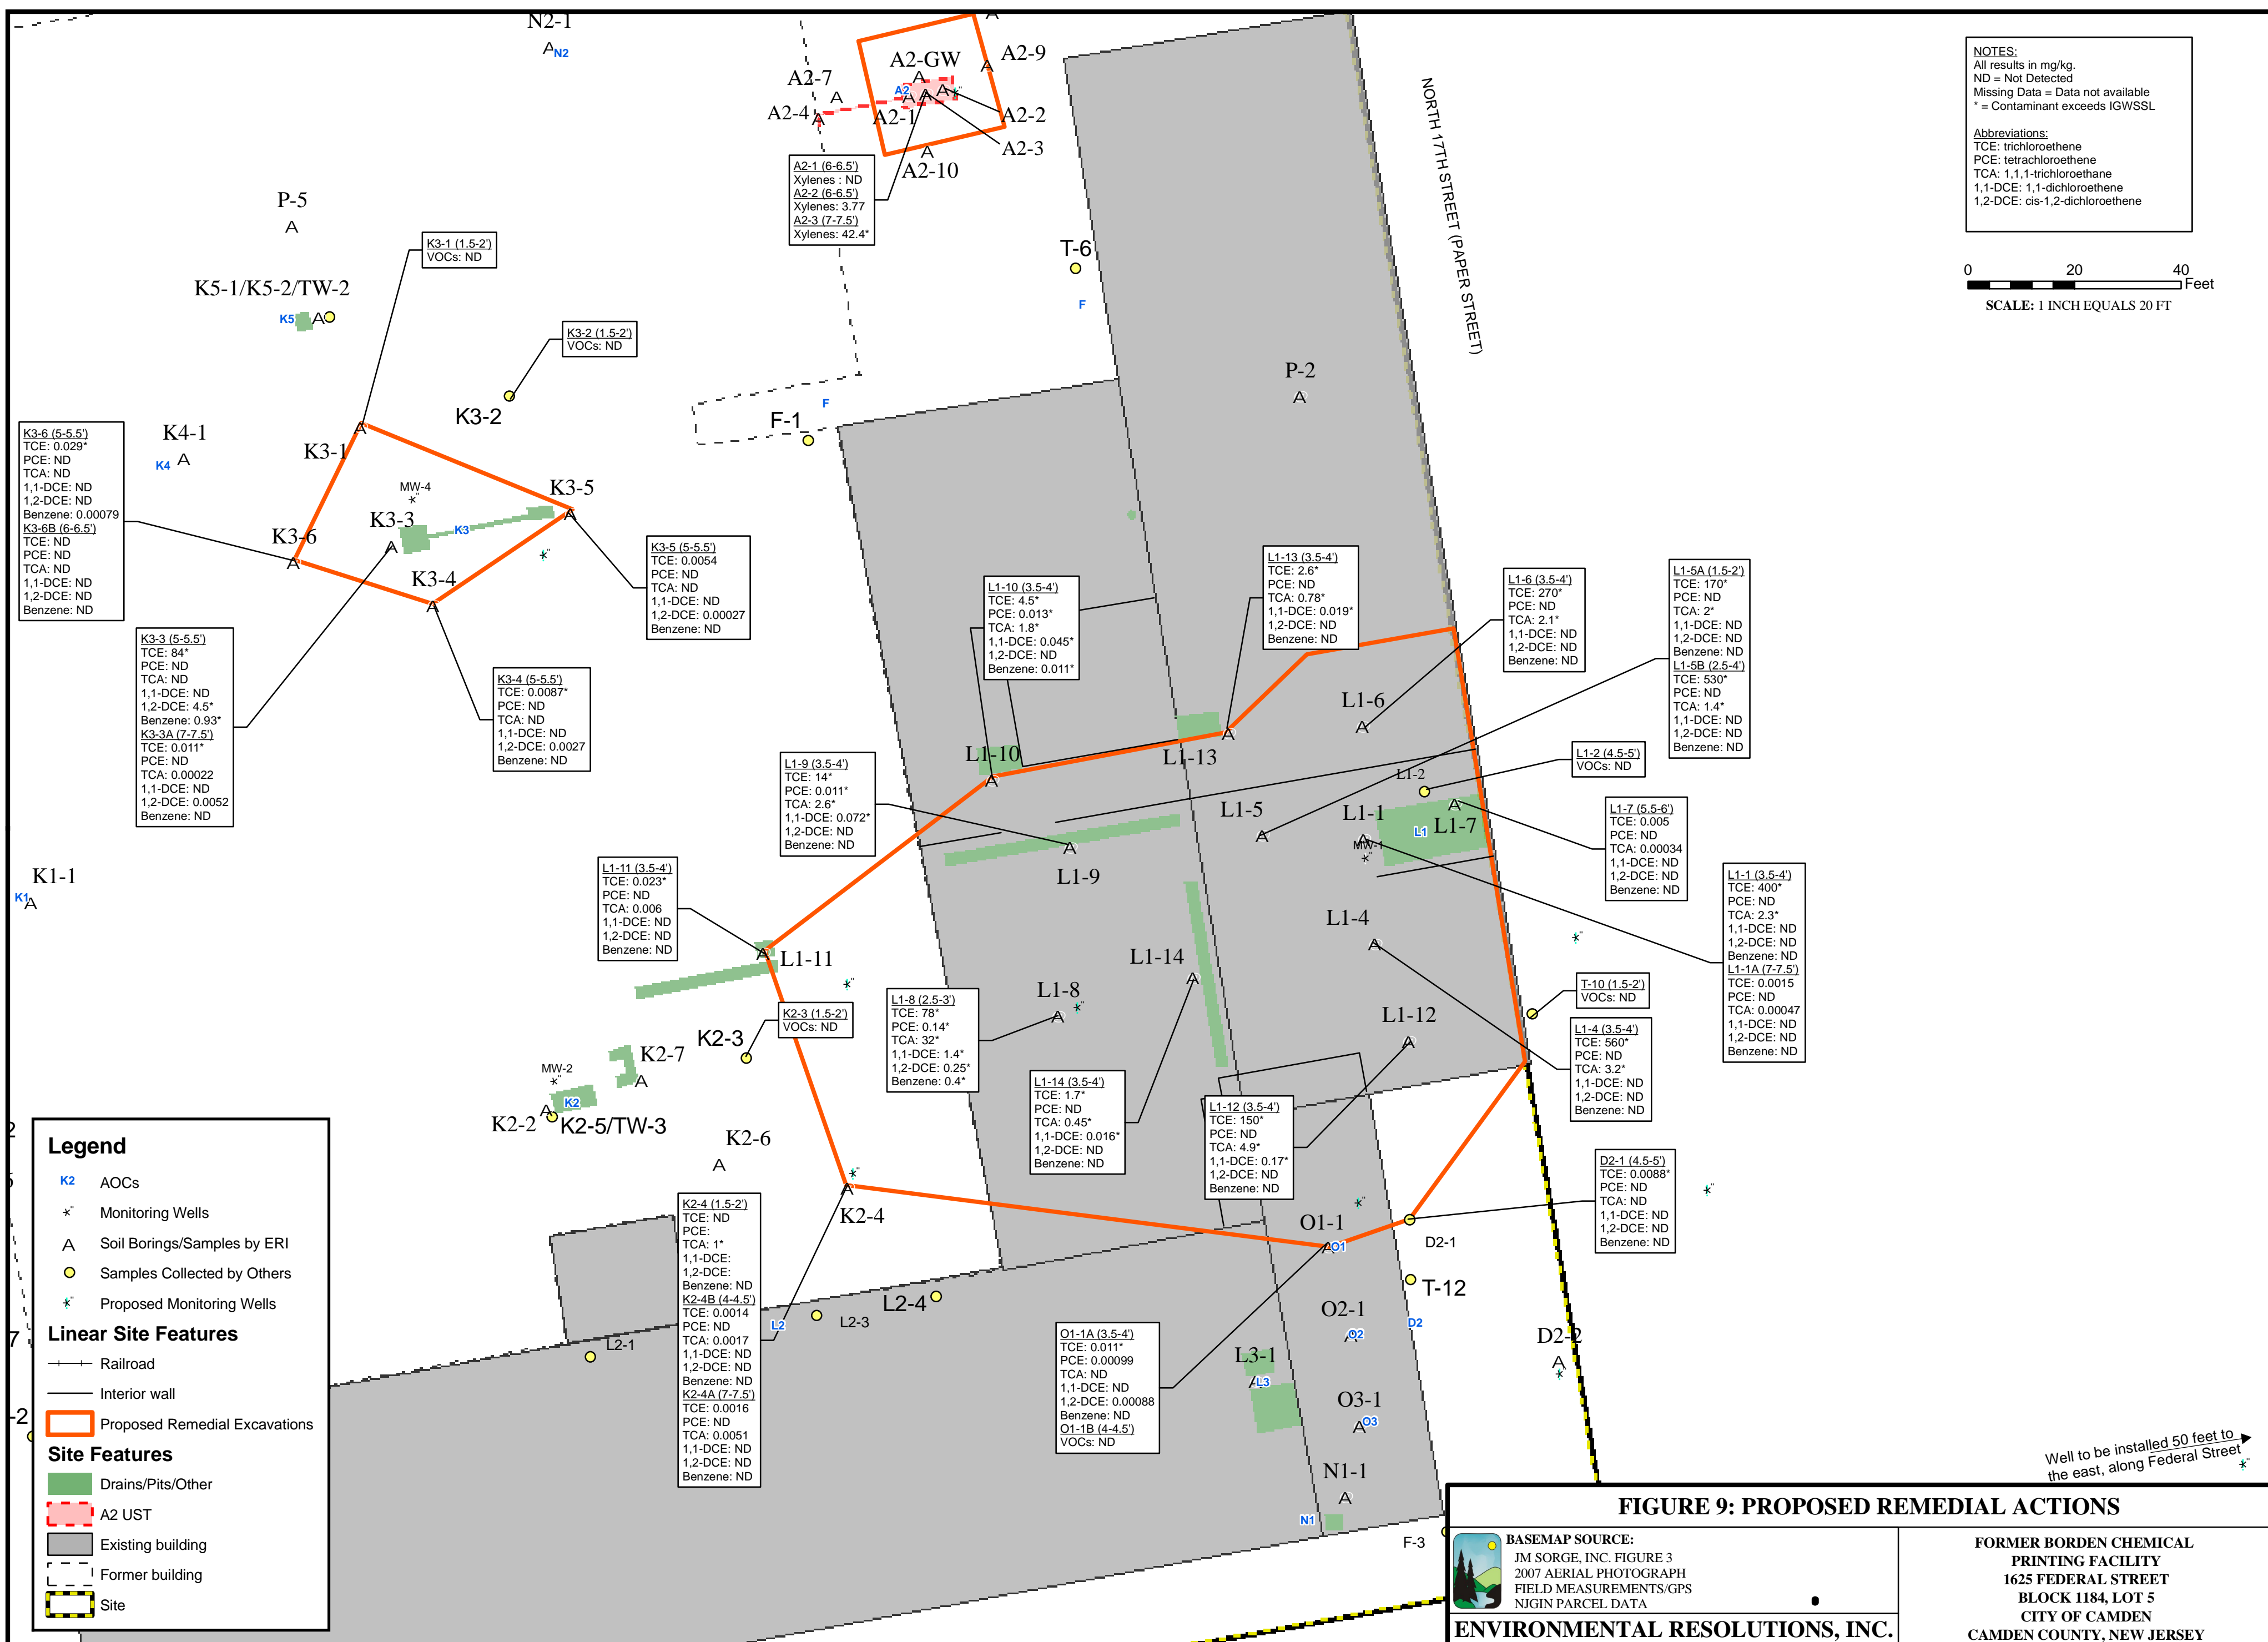 N2-1
N2
A2-GW
A2-9
A2-7
A2
A2-4
A2-1
A2-2
A2-3
A2-10
A2-1 (6-6.5')
Xylenes : ND
A2-2 (6-6.5')
Xylenes: 3.77
A2-3 (7-7.5')
Xylenes: 42.4*
NORTH 17TH STREET (PAPER STREET)
NOTES:
All results in mg/kg.
ND = Not Detected
Missing Data = Data not available
* = Contaminant exceeds IGWSSL
Abbreviations:
TCE: trichloroethene
PCE: tetrachloroethene
TCA: 1,1,1-trichloroethane
1,1-DCE: 1,1-dichloroethene
1,2-DCE: cis-1,2-dichloroethene
0 20 40
Feet
SCALE: 1 INCH EQUALS 20 FT
P-5
K3-1 (1.5-2')
VOCs: ND
T-6
F
K5-1/K5-2/TW-2
K5
K3-2 (1.5-2')
VOCs: ND
P-2
K3-2
F
F-1
K3-6 (5-5.5')
TCE: 0.029*
PCE: ND
TCA: ND
1,1-DCE: ND
1,2-DCE: ND
Benzene: 0.00079
K3-6B (6-6.5')
TCE: ND
PCE: ND
TCA: ND
1,1-DCE: ND
1,2-DCE: ND
Benzene: ND
K4-1
K4
K3-1
MW-4
K3-5
K3-3
K3
K3-6
K3-4
K3-5 (5-5.5')
TCE: 0.0054
PCE: ND
TCA: ND
1,1-DCE: ND
1,2-DCE: 0.00027
Benzene: ND
K3-3 (5-5.5')
TCE: 84*
PCE: ND
TCA: ND
1,1-DCE: ND
1,2-DCE: 4.5*
Benzene: 0.93*
K3-3A (7-7.5')
TCE: 0.011*
PCE: ND
TCA: 0.00022
1,1-DCE: ND
1,2-DCE: 0.0052
Benzene: ND
K3-4 (5-5.5')
TCE: 0.0087*
PCE: ND
TCA: ND
1,1-DCE: ND
1,2-DCE: 0.0027
Benzene: ND
L1-10 (3.5-4')
TCE: 4.5*
PCE: 0.013*
TCA: 1.8*
1,1-DCE: 0.045*
1,2-DCE: ND
Benzene: 0.011*
L1-13 (3.5-4')
TCE: 2.6*
PCE: ND
TCA: 0.78*
1,1-DCE: 0.019*
1,2-DCE: ND
Benzene: ND
L1-6 (3.5-4')
TCE: 270*
PCE: ND
TCA: 2.1*
1,1-DCE: ND
1,2-DCE: ND
Benzene: ND
L1-5A (1.5-2')
TCE: 170*
PCE: ND
TCA: 2*
1,1-DCE: ND
1,2-DCE: ND
Benzene: ND
L1-5B (2.5-4')
TCE: 530*
PCE: ND
TCA: 1.4*
1,1-DCE: ND
1,2-DCE: ND
Benzene: ND
L1-6
L1-10
L1-13
L1-2 (4.5-5')
VOCs: ND
L1-2
L1-9 (3.5-4')
TCE: 14*
PCE: 0.011*
TCA: 2.6*
1,1-DCE: 0.072*
1,2-DCE: ND
Benzene: ND
L1-5
L1-1
MW-1
L1
L1-7
L1-7 (5.5-6')
TCE: 0.005
PCE: ND
TCA: 0.00034
1,1-DCE: ND
1,2-DCE: ND
Benzene: ND
K1-1
K1
L1-9
L1-11 (3.5-4')
TCE: 0.023*
PCE: ND
TCA: 0.006
1,1-DCE: ND
1,2-DCE: ND
Benzene: ND
L1-1 (3.5-4')
TCE: 400*
PCE: ND
TCA: 2.3*
1,1-DCE: ND
1,2-DCE: ND
Benzene: ND
L1-1A (7-7.5')
TCE: 0.0015
PCE: ND
TCA: 0.00047
1,1-DCE: ND
1,2-DCE: ND
Benzene: ND
L1-4
L1-11
L1-14
L1-8
T-10 (1.5-2')
VOCs: ND
L1-8 (2.5-3')
TCE: 78*
PCE: 0.14*
TCA: 32*
1,1-DCE: 1.4*
1,2-DCE: 0.25*
Benzene: 0.4*
K2-3 (1.5-2')
VOCs: ND
K2-3
L1-12
L1-4 (3.5-4')
TCE: 560*
PCE: ND
TCA: 3.2*
1,1-DCE: ND
1,2-DCE: ND
Benzene: ND
K2-7
MW-2
K2
K2-2
K2-5/TW-3
L1-14 (3.5-4')
TCE: 1.7*
PCE: ND
TCA: 0.45*
1,1-DCE: 0.016*
1,2-DCE: ND
Benzene: ND
L1-12 (3.5-4')
TCE: 150*
PCE: ND
TCA: 4.9*
1,1-DCE: 0.17*
1,2-DCE: ND
Benzene: ND
K2-6
D2-1 (4.5-5')
TCE: 0.0088*
PCE: ND
TCA: ND
1,1-DCE: ND
1,2-DCE: ND
Benzene: ND
K2-4 (1.5-2')
TCE: ND
PCE:
TCA: 1*
1,1-DCE:
1,2-DCE:
Benzene: ND
K2-4B (4-4.5')
TCE: 0.0014
PCE: ND
TCA: 0.0017
1,1-DCE: ND
1,2-DCE: ND
Benzene: ND
K2-4A (7-7.5')
TCE: 0.0016
PCE: ND
TCA: 0.0051
1,1-DCE: ND
1,2-DCE: ND
Benzene: ND
K2-4
O1-1
O1
D2-1
T-12
L2-4
L2-3
L2
L2-1
O2-1
O2
D2
D2-2
O1-1A (3.5-4')
TCE: 0.011*
PCE: 0.00099
TCA: ND
1,1-DCE: ND
1,2-DCE: 0.00088
Benzene: ND
O1-1B (4-4.5')
VOCs: ND
L3-1
L3
O3-1
O3
N1-1
N1
F-3
Well to be installed 50 feet to
the east, along Federal Street
2
7
-2
Legend
K2 AOCs
Monitoring Wells
Soil Borings/Samples by ERI
Samples Collected by Others
Proposed Monitoring Wells
Linear Site Features
Railroad
Interior wall
Proposed Remedial Excavations
Site Features
Drains/Pits/Other
A2 UST
Existing building
Former building
Site
FIGURE 9: PROPOSED REMEDIAL ACTIONS
BASEMAP SOURCE:
JM SORGE, INC. FIGURE 3
2007 AERIAL PHOTOGRAPH
FIELD MEASUREMENTS/GPS
NJGIN PARCEL DATA
ENVIRONMENTAL RESOLUTIONS, INC.
FORMER BORDEN CHEMICAL
PRINTING FACILITY
1625 FEDERAL STREET
BLOCK 1184, LOT 5
CITY OF CAMDEN
CAMDEN COUNTY, NEW JERSEY